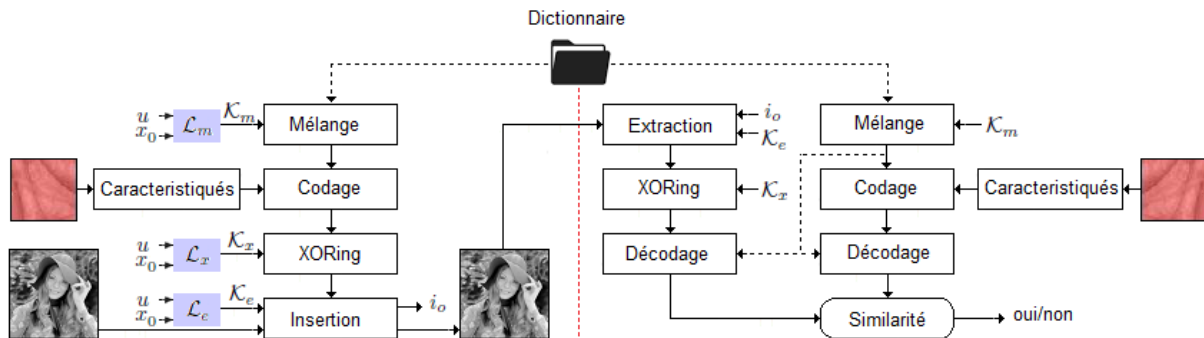 Dictionnaire
u
x₀
ℒₘ
𝒦ₘ
Mélange
Caracteristiqués
Codage
u
x₀
ℒₓ
𝒦ₓ
XORing
u
x₀
ℒₑ
𝒦ₑ
Insertion
iₒ
Extraction
iₒ
𝒦ₑ
XORing
𝒦ₓ
Décodage
Mélange
𝒦ₘ
Codage
Caracteristiqués
Décodage
Similarité
oui/non